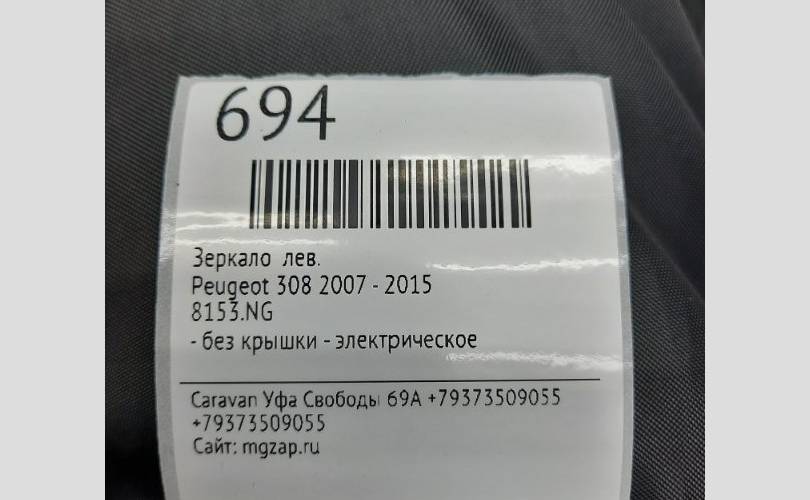 694
Зеркало лев.
Peugeot 308 2007 - 2015
8153.NG
- без крышки - электрическое
Caravan Уфа Свободы 69А +79373509055
+79373509055
Сайт: mgzap.ru